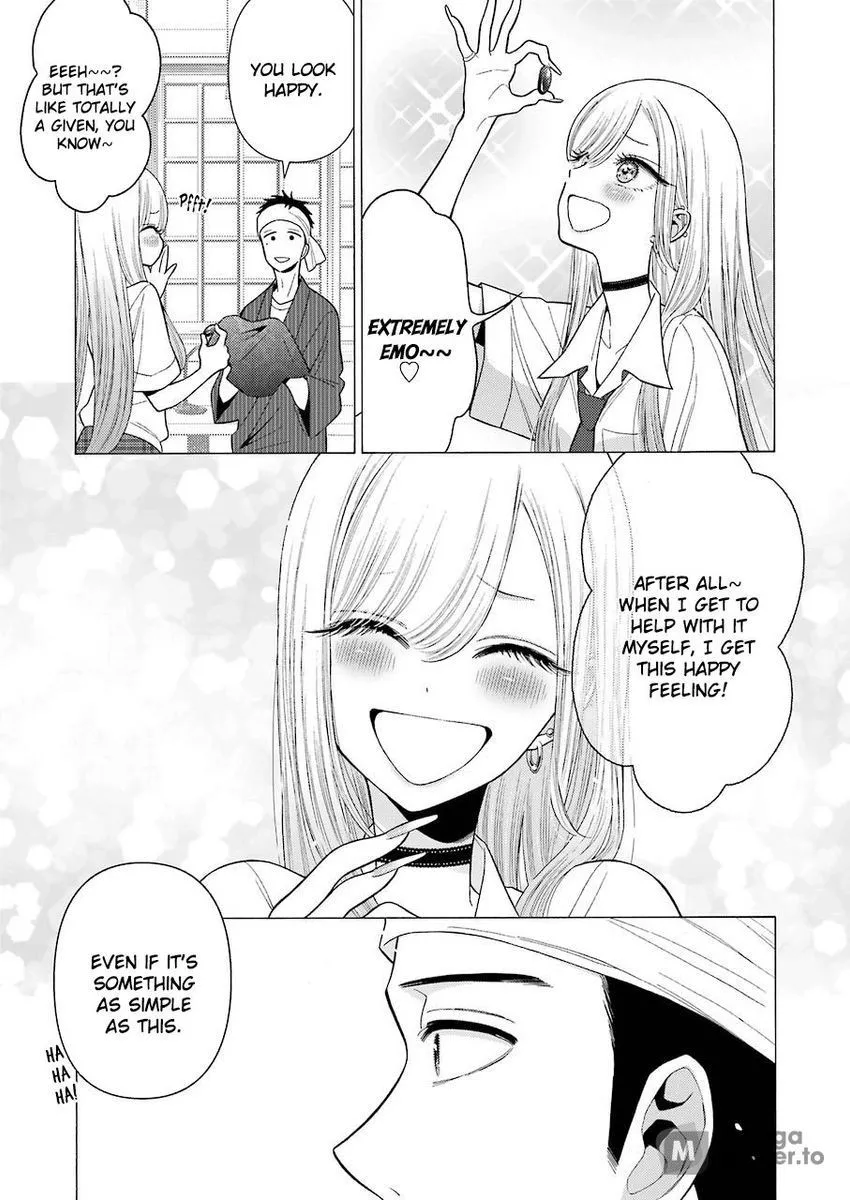 EXTREMELY
EMO~~
♡
YOU LOOK
HAPPY.
EEEH~~?
BUT THAT'S
LIKE TOTALLY
A GIVEN, YOU
KNOW~
Pfft!
AFTER ALL~
WHEN I GET TO
HELP WITH IT
MYSELF, I GET
THIS HAPPY
FEELING!
EVEN IF IT'S
SOMETHING
AS SIMPLE
AS THIS.
HA
HA
HA!
M